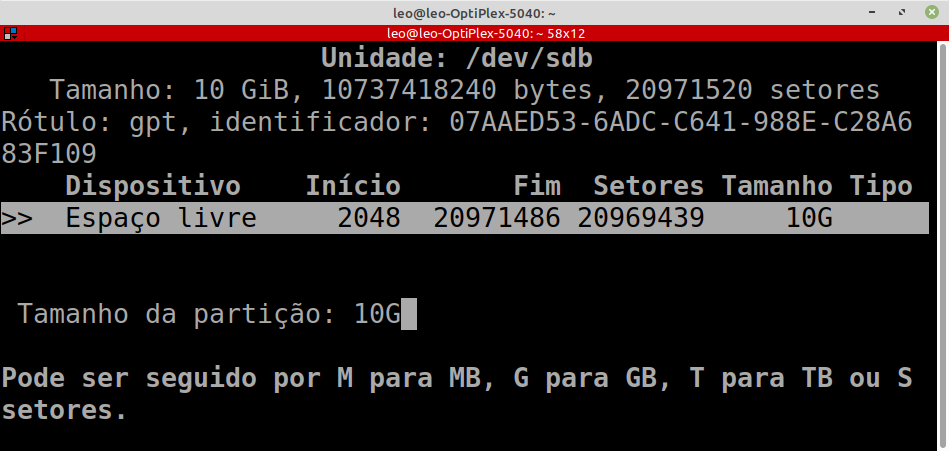 leo@leo-OptiPlex-5040: ~
leo@leo-OptiPlex-5040: ~ 58x12
Unidade: /dev/sdb
Tamanho: 10 GiB, 10737418240 bytes, 20971520 setores
Rótulo: gpt, identificador: 07AAED53-6ADC-C641-988E-C28A6
83F109
Dispositivo Início Fim Setores Tamanho Tipo
>> Espaço livre 2048 20971486 20969439 10G
Tamanho da partição: 10G
Pode ser seguido por M para MB, G para GB, T para TB ou S
setores.